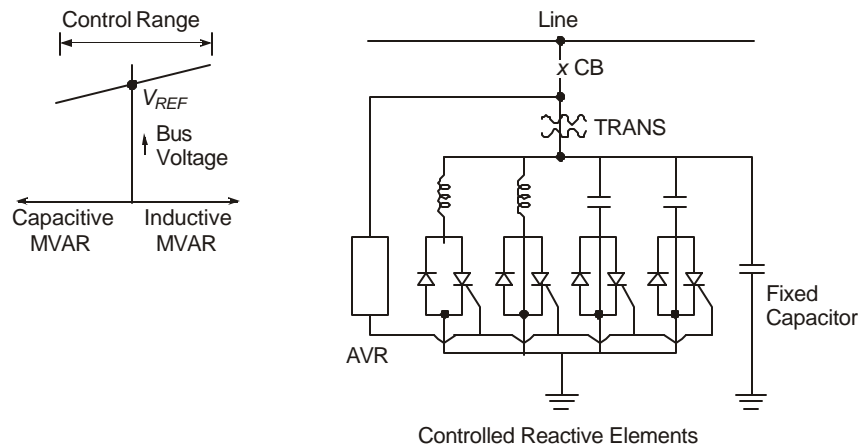 Control Range
V_REF
Bus
Voltage
Capacitive
MVAR
Inductive
MVAR
Line
x CB
TRANS
AVR
Fixed
Capacitor
Controlled Reactive Elements